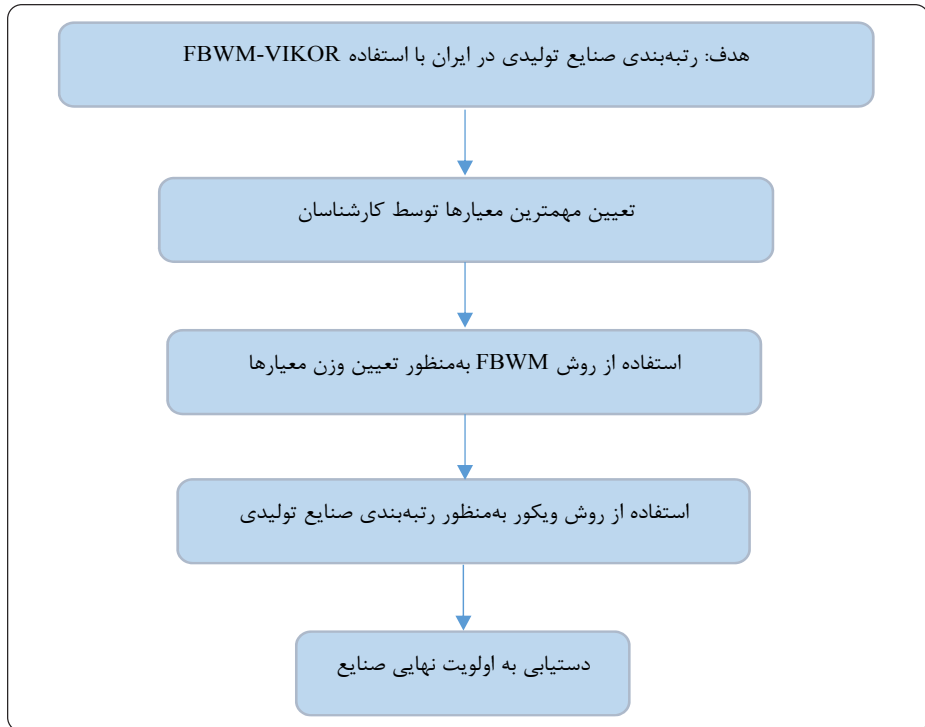 هدف: رتبه‌بندی صنایع تولیدی در ایران با استفاده FBWM-VIKOR
تعیین مهمترین معیارها توسط کارشناسان
استفاده از روش FBWM به‌منظور تعیین وزن معیارها
استفاده از روش ویکور به‌منظور رتبه‌بندی صنایع تولیدی
دستیابی به اولویت نهایی صنایع